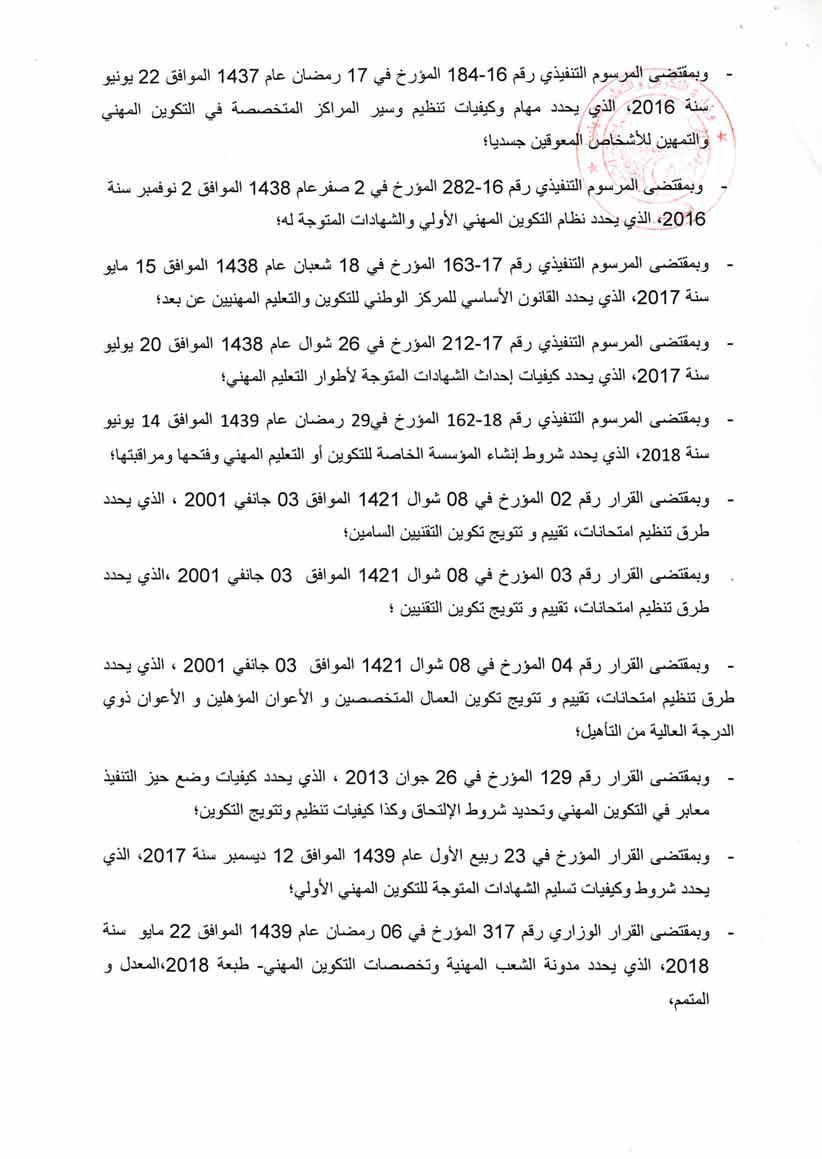 - وبمقتضى المرسوم التنفيذي رقم 16-184 المؤرخ في 17 رمضان عام 1437 الموافق 22 يونيو
سنة 2016، الذي يحدد مهام وكيفيات تنظيم وسير المراكز المتخصصة في التكوين المهني
والتمهين للأشخاص المعوقين جسديا؛
- وبمقتضى المرسوم التنفيذي رقم 16-282 المؤرخ في 2 صفرعام 1438 الموافق 2 نوفمبر سنة
2016، الذي يحدد نظام التكوين المهني الأولي والشهادات المتوجة له؛
- وبمقتضى المرسوم التنفيذي رقم 17-163 المؤرخ في 18 شعبان عام 1438 الموافق 15 مايو
سنة 2017، الذي يحدد القانون الأساسي للمركز الوطني للتكوين والتعليم المهنيين عن بعد؛
- وبمقتضى المرسوم التنفيذي رقم 17-212 المؤرخ في 26 شوال عام 1438 الموافق 20 يوليو
سنة 2017، الذي يحدد كيفيات إحداث الشهادات المتوجة لأطوار التعليم المهني؛
- وبمقتضى المرسوم التنفيذي رقم 18-162 المؤرخ في29 رمضان عام 1439 الموافق 14 يونيو
سنة 2018، الذي يحدد شروط إنشاء المؤسسة الخاصة للتكوين أو التعليم المهني وفتحها ومراقبتها؛
- وبمقتضى القرار رقم 02 المؤرخ في 08 شوال 1421 الموافق 03 جانفي 2001 ، الذي يحدد
طرق تنظيم امتحانات، تقييم و تتويج تكوين التقنيين السامين؛
. وبمقتضى القرار رقم 03 المؤرخ في 08 شوال 1421 الموافق 03 جانفي 2001 ،الذي يحدد
طرق تنظيم امتحانات، تقييم و تتويج تكوين التقنيين ؛
- وبمقتضى القرار رقم 04 المؤرخ في 08 شوال 1421 الموافق 03 جانفي 2001 ، الذي يحدد
طرق تنظيم امتحانات، تقييم و تتويج تكوين العمال المتخصصين و الأعوان المؤهلين و الأعوان ذوي
الدرجة العالية من التأهيل؛
- وبمقتضى القرار رقم 129 المؤرخ في 26 جوان 2013 ، الذي يحدد كيفيات وضع حيز التنفيذ
معابر في التكوين المهني وتحديد شروط الإلتحاق وكذا كيفيات تنظيم وتتويج التكوين؛
- وبمقتضى القرار المؤرخ في 23 ربيع الأول عام 1439 الموافق 12 ديسمبر سنة 2017، الذي
يحدد شروط وكيفيات تسليم الشهادات المتوجة للتكوين المهني الأولي؛
- وبمقتضى القرار الوزاري رقم 317 المؤرخ في 06 رمضان عام 1439 الموافق 22 مايو سنة
2018، الذي يحدد مدونة الشعب المهنية وتخصصات التكوين المهني- طبعة 2018،المعدل و
المتمم،